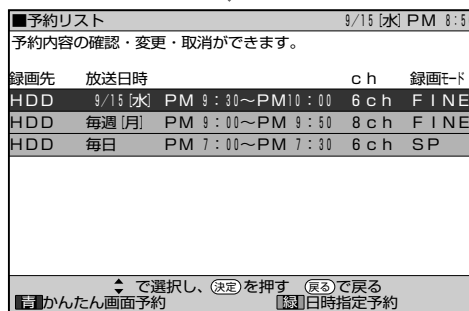 ■予約リスト 9/15[水] PM 8:5
予約内容の確認・変更・取消ができます。
録画先 放送日時 ch 録画モード
HDD 9/15[水] PM 9:30〜PM10:00 6ch FINE
HDD 毎週[月] PM 9:00〜PM 9:50 8ch FINE
HDD 毎日 PM 7:00〜PM 7:30 6ch SP
で選択し、決定を押す 戻るで戻る
青かんたん画面予約 緑日時指定予約